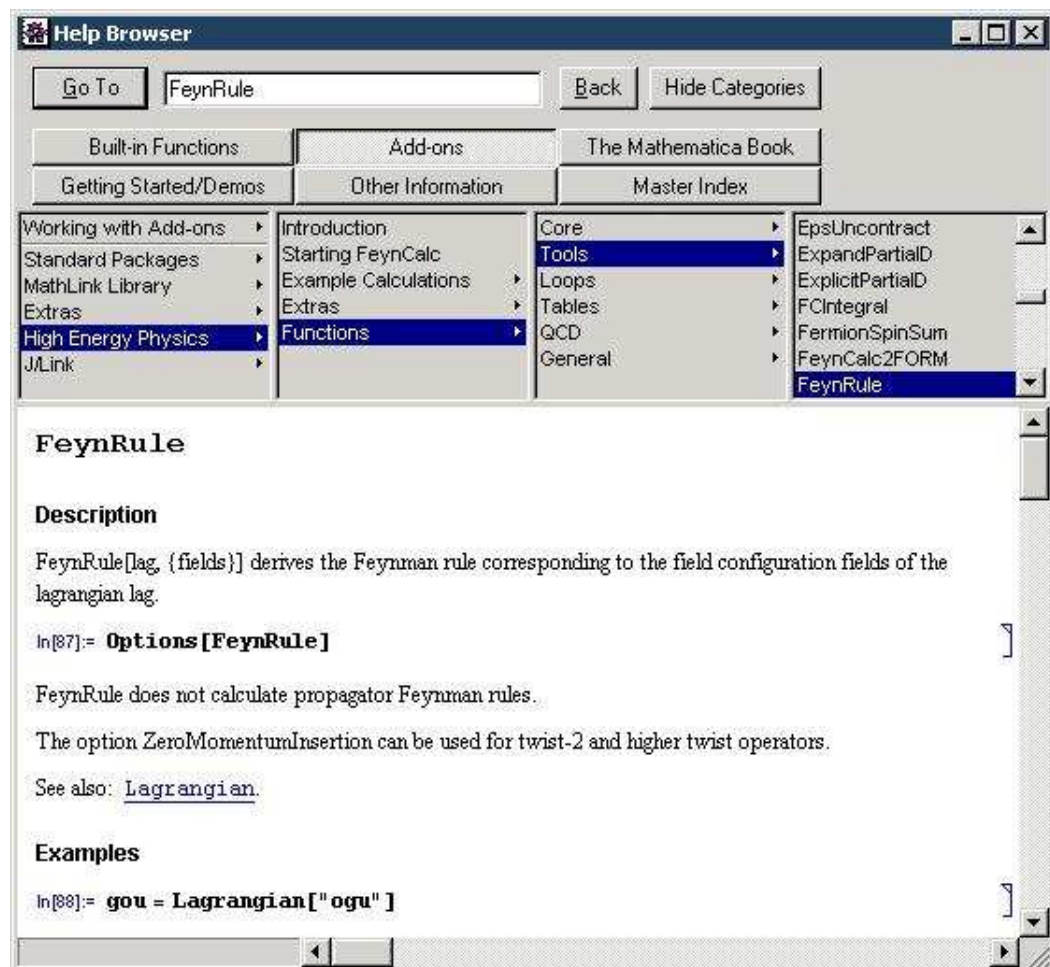 Help Browser
Go To FeynRule Back Hide Categories
Built-in Functions Add-ons The Mathematica Book
Getting Started/Demos Other Information Master Index
Working with Add-ons
Standard Packages
MathLink Library
Extras
High Energy Physics
J/Link
Introduction
Starting FeynCalc
Example Calculations
Extras
Functions
Core
Tools
Loops
Tables
QCD
General
EpsUncontract
ExpandPartialD
ExplicitPartialD
FCIntegral
FermionSpinSum
FeynCalc2FORM
FeynRule
FeynRule
Description
FeynRule[lag, {fields}] derives the Feynman rule corresponding to the field configuration fields of the
lagrangian lag.
In[87]:= Options[FeynRule]
FeynRule does not calculate propagator Feynman rules.
The option ZeroMomentumInsertion can be used for twist-2 and higher twist operators.
See also: Lagrangian.
Examples
In[88]:= gou = Lagrangian["ogu"]